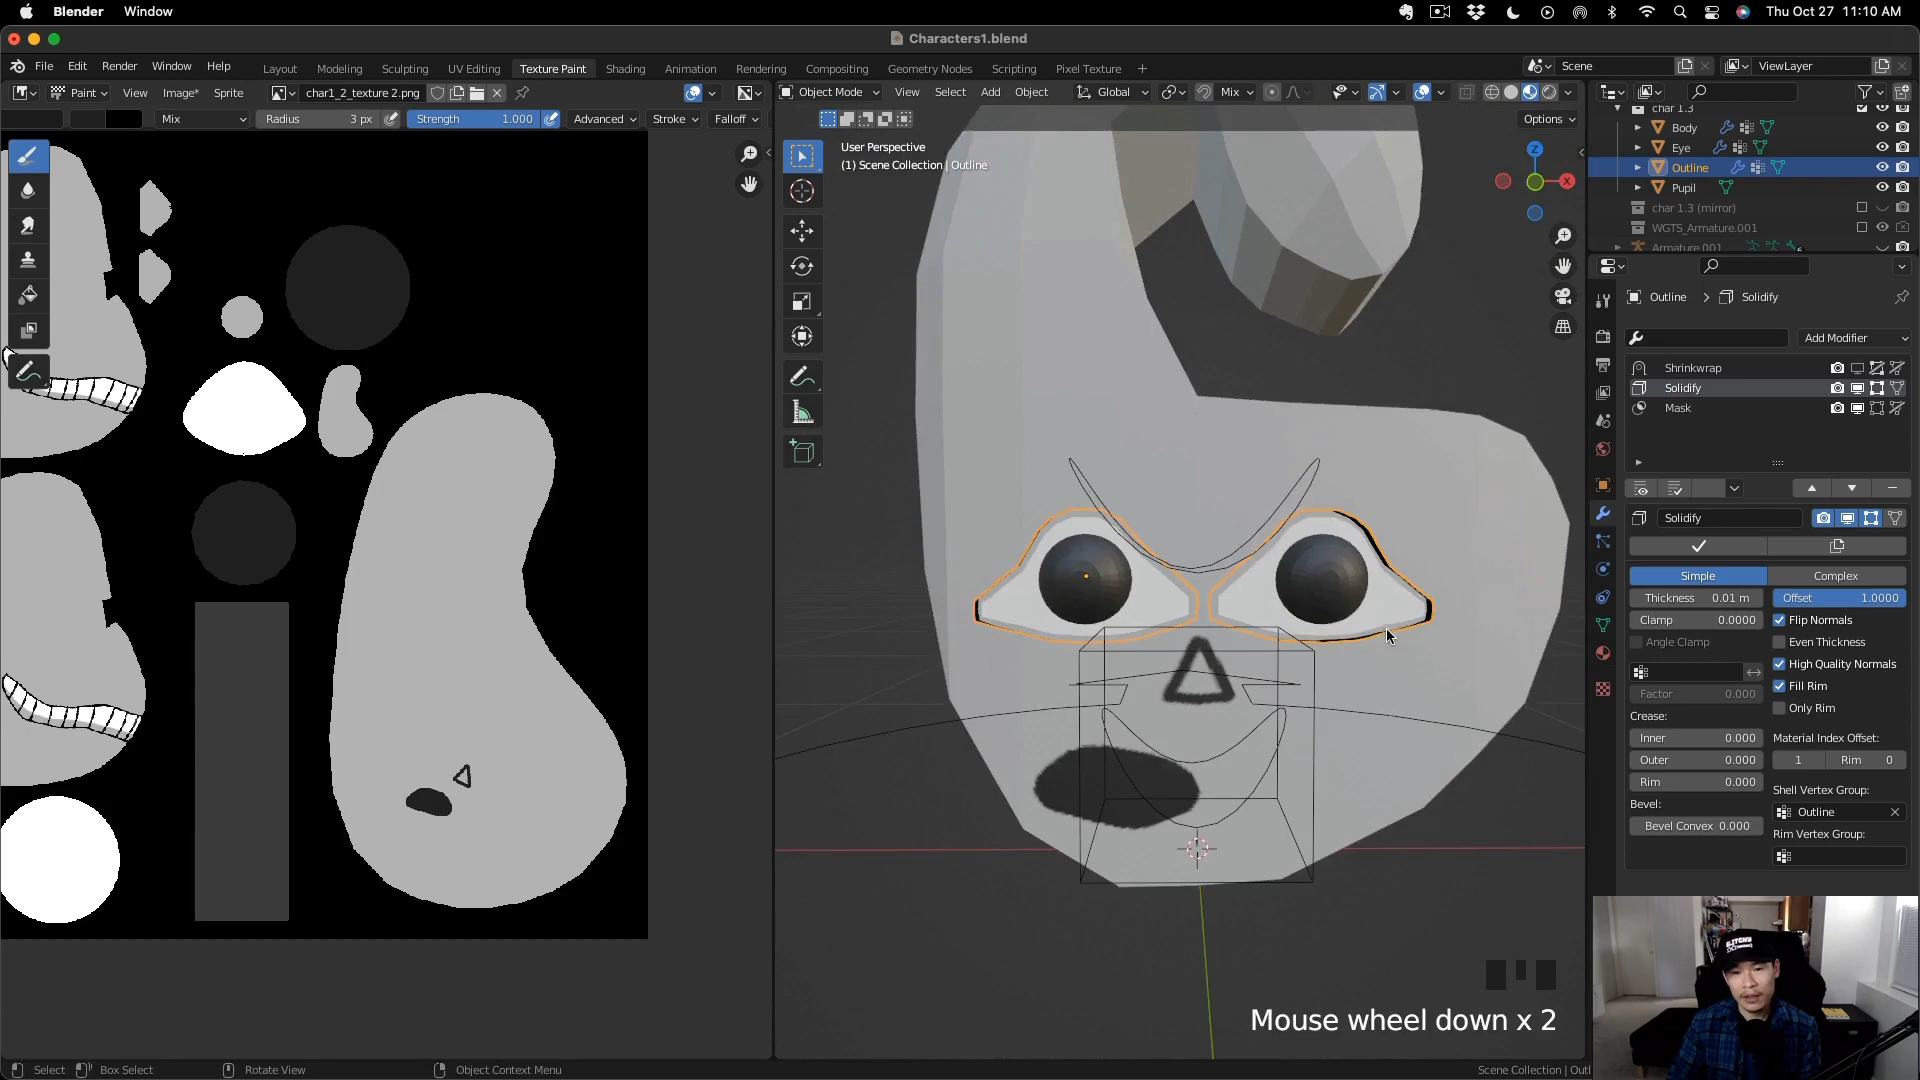 Blender Window Thu Oct 27 11:10 AM
Characters1.blend
File Edit Render Window Help Layout Modeling Sculpting UV Editing Texture Paint Shading Animation Rendering Compositing Geometry Nodes Scripting Pixel Texture + Scene ViewLayer
Paint View Image* Sprite char1_2_texture 2.png Object Mode View Select Add Object Global Mix
Mix Radius 3 px Strength 1.000 Advanced Stroke Falloff Options
User Perspective
(1) Scene Collection | Outline
Z
X
char 1.3
Body
Eye
Outline
Pupil
char 1.3 (mirror)
WGTS_Armature.001
Armature.001
Outline > Solidify
Add Modifier
Shrinkwrap
Solidify
Mask
Solidify
Simple Complex
Thickness 0.01 m Offset 1.0000
Clamp 0.0000 Flip Normals
Angle Clamp Even Thickness
High Quality Normals
Factor 0.000 Fill Rim
Crease: Only Rim
Inner 0.000 Material Index Offset:
Outer 0.000 1 Rim 0
Rim 0.000 Shell Vertex Group:
Bevel: Outline
Bevel Convex 0.000 Rim Vertex Group:
GLITCHY
Mouse wheel down x 2
Select Box Select Rotate View Object Context Menu Scene Collection | Outl